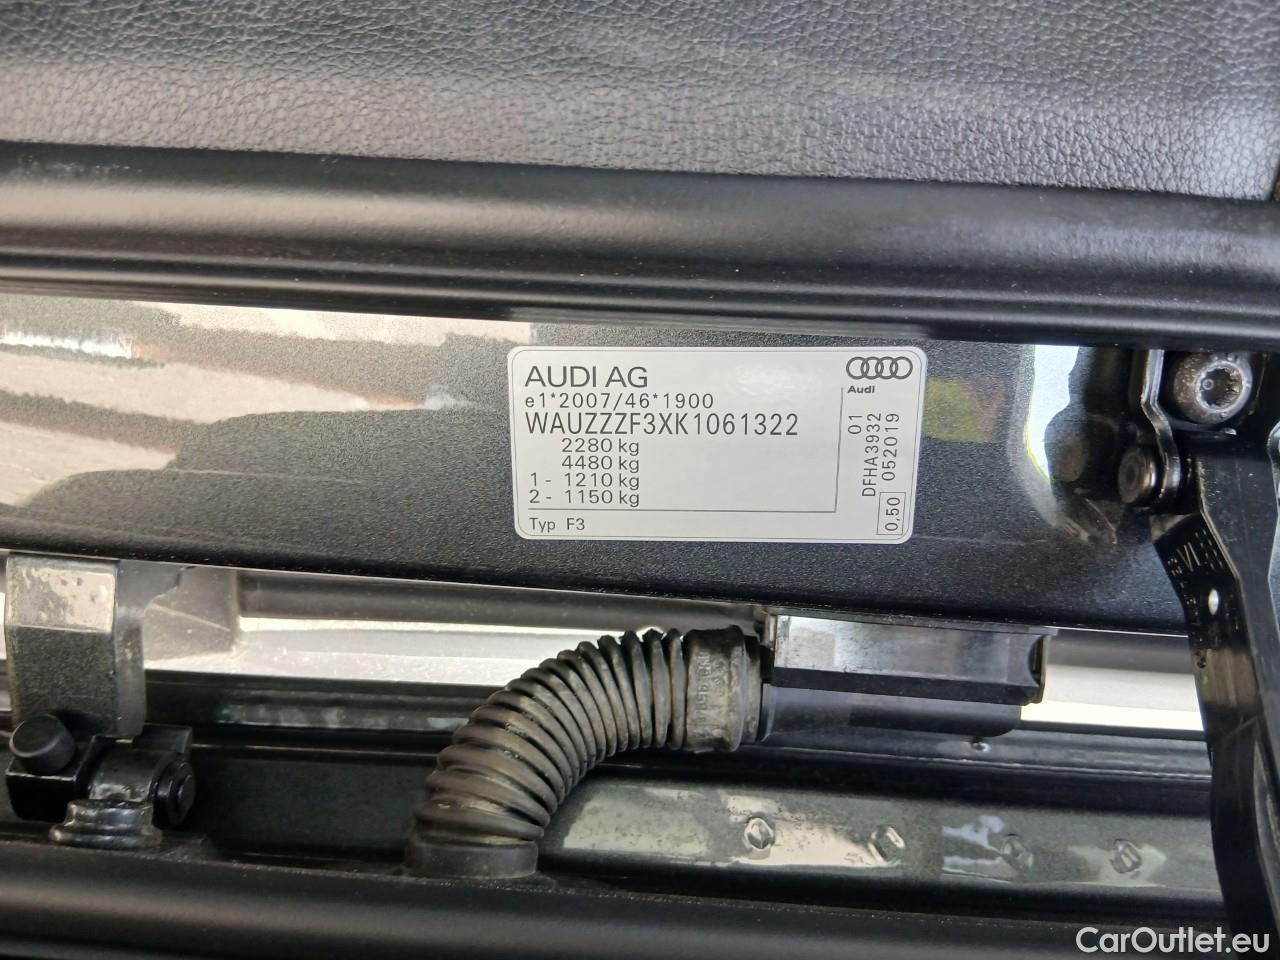 AUDI AG
e1*2007/46*1900
WAUZZZF3XK1061322
2280 kg
4480 kg
1 - 1210 kg
2 - 1150 kg
Typ F3
Audi
01
DFHA3932
052019
0,50
CarOutlet.eu